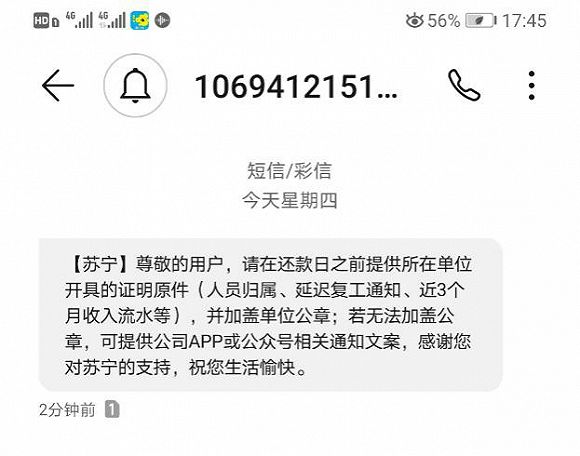 HD 4G 4G 56% 17:45
1069412151...
短信/彩信
今天星期四
【苏宁】尊敬的用户，请在还款日之前提供所在单位
开具的证明原件（人员归属、延迟复工通知、近3个
月收入流水等），并加盖单位公章；若无法加盖公
章，可提供公司APP或公众号相关通知文案，感谢您
对苏宁的支持，祝您生活愉快。
2分钟前 1